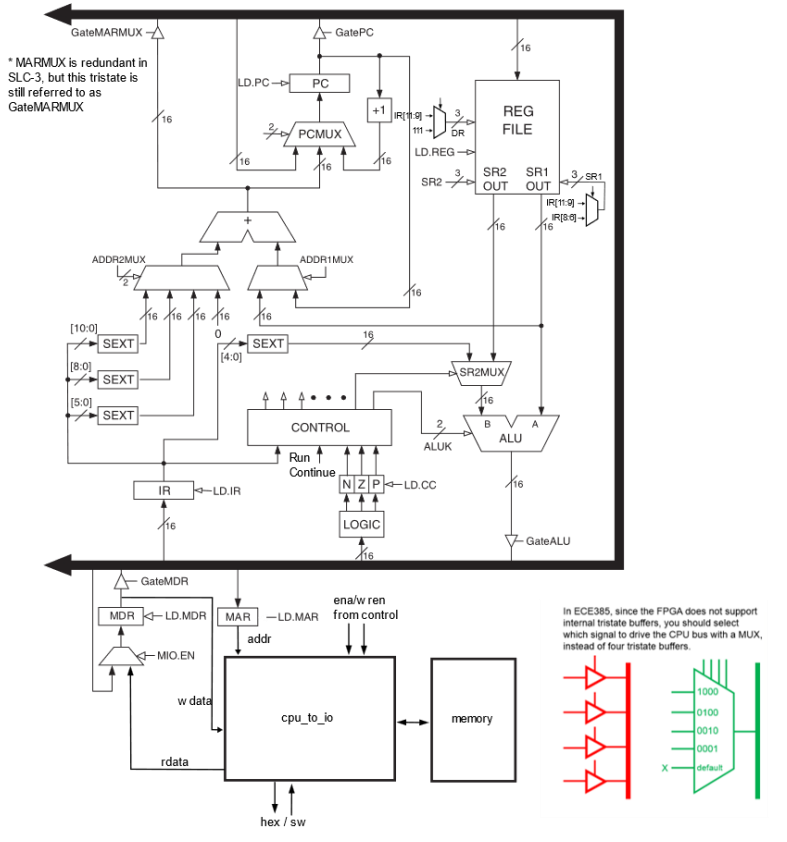 GateMARMUX
GatePC
16
* MARMUX is redundant in
SLC-3, but this tristate is
still referred to as
GateMARMUX
LD.PC
PC
+1
REG
FILE
IR[11:9]
3
111
DR
16
2
PCMUX
LD.REG
16
16
16
SR2
3
SR2
OUT
SR1
OUT
3
SR1
IR[11:9]
IR[8:6]
+
16
16
ADDR2MUX
2
ADDR1MUX
16
16
16
16
16
16
0
[10:0]
SEXT
[4:0]
SEXT
16
[8:0]
SEXT
SR2MUX
[5:0]
SEXT
16
CONTROL
2
ALUK
B
A
ALU
Run
Continue
IR
LD.IR
N Z P
LD.CC
16
16
LOGIC
GateALU
16
GateMDR
MDR
LD.MDR
MAR
LD.MAR
ena/w ren
from control
addr
MIO.EN
w data
cpu_to_io
memory
rdata
hex / sw
In ECE385, since the FPGA does not support
internal tristate buffers, you should select
which signal to drive the CPU bus with a MUX,
instead of four tristate buffers.
1000
0100
0010
0001
X
default